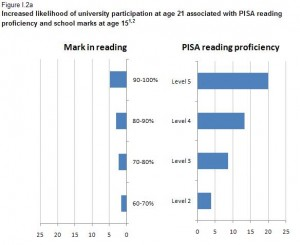 Figure I.2a
Increased likelihood of university participation at age 21 associated with PISA reading
proficiency and school marks at age 15¹,²
Mark in reading
PISA reading proficiency
90-100%
Level 5
80-90%
Level 4
70-80%
Level 3
60-70%
Level 2
25 20 15 10 5 0
0 5 10 15 20 25